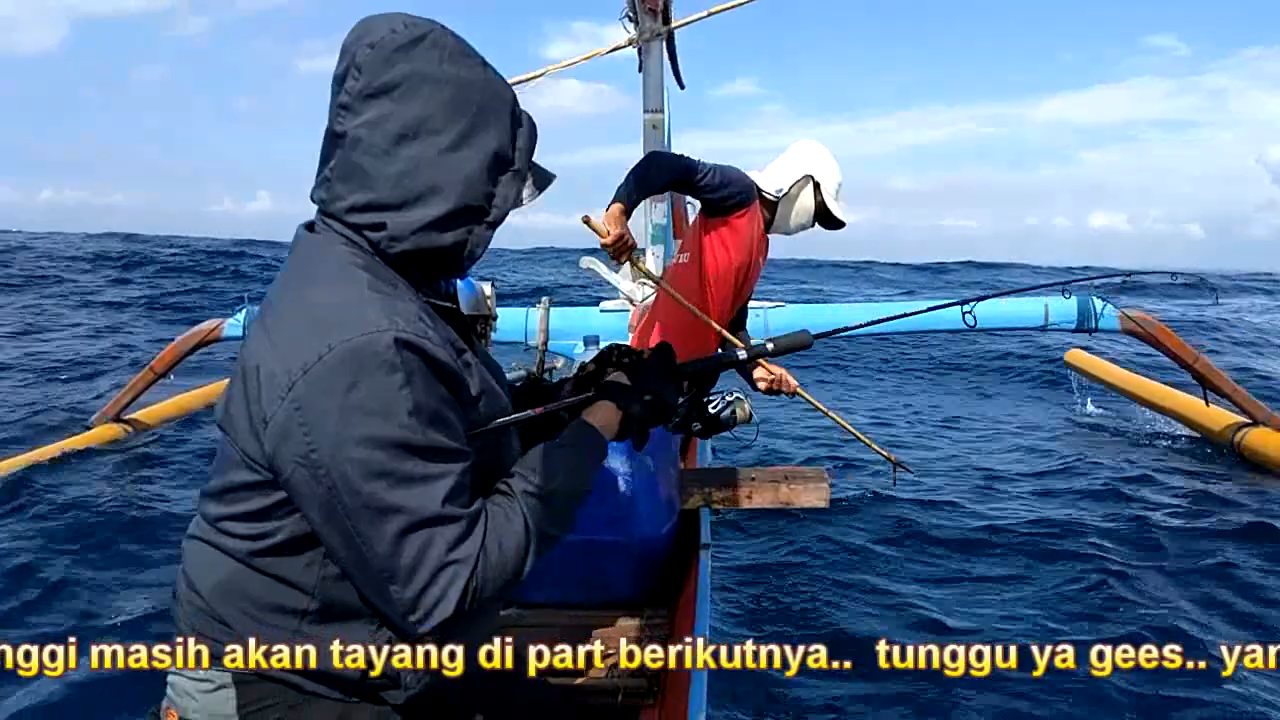 nggi masih akan tayang di part berikutnya..  tunggu ya gees.. yan